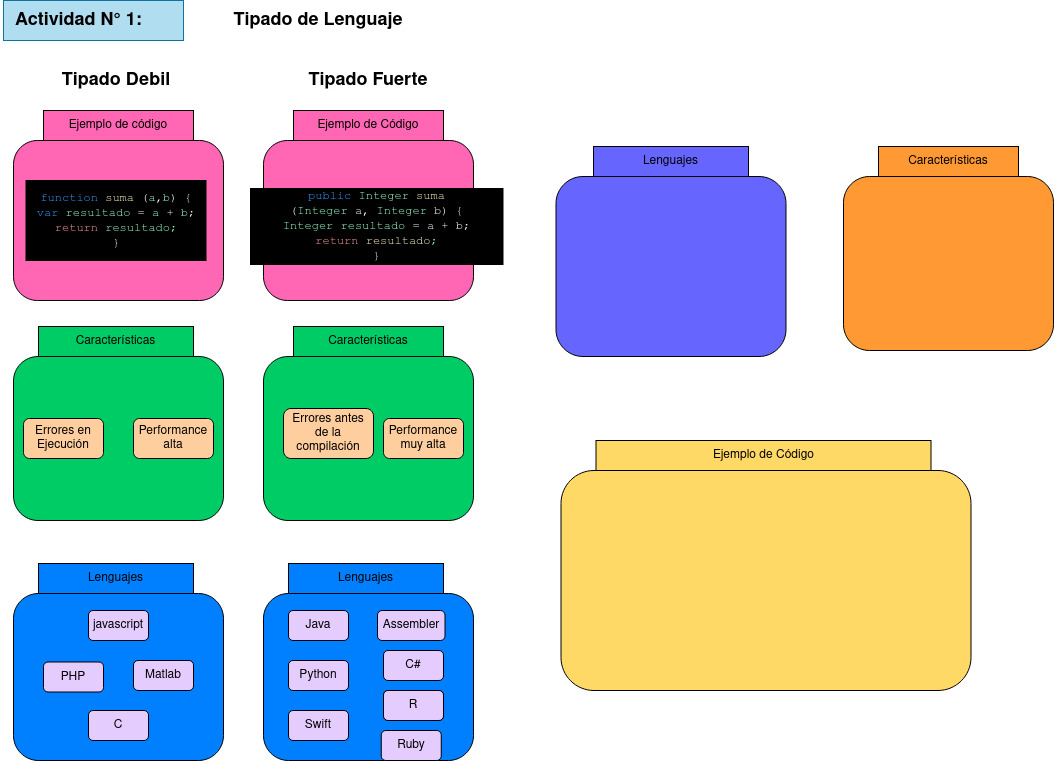 Actividad N° 1:
Tipado de Lenguaje
Tipado Debil
Tipado Fuerte
Ejemplo de código
function suma (a,b) {
var resultado = a + b;
return resultado;
}
Ejemplo de Código
public Integer suma
(Integer a, Integer b) {
Integer resultado = a + b;
return resultado;
}
Lenguajes
Características
Características
Errores en
Ejecución
Performance
alta
Características
Errores antes
de la
compilación
Performance
muy alta
Ejemplo de Código
Lenguajes
javascript
PHP
Matlab
C
Lenguajes
Java
Assembler
Python
C#
R
Swift
Ruby